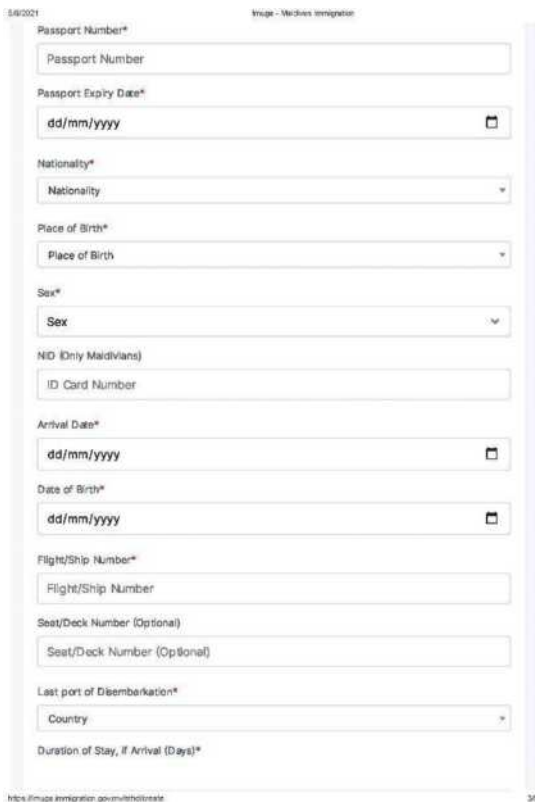 5/8/2021 Imuga - Maldives Immigration
Passport Number*
Passport Number
Passport Expiry Date*
dd/mm/yyyy
Nationality*
Nationality
Place of Birth*
Place of Birth
Sex*
Sex
NID (Only Maldivians)
ID Card Number
Arrival Date*
dd/mm/yyyy
Date of Birth*
dd/mm/yyyy
Flight/Ship Number*
Flight/Ship Number
Seat/Deck Number (Optional)
Seat/Deck Number (Optional)
Last port of Disembarkation*
Country
Duration of Stay, if Arrival (Days)*